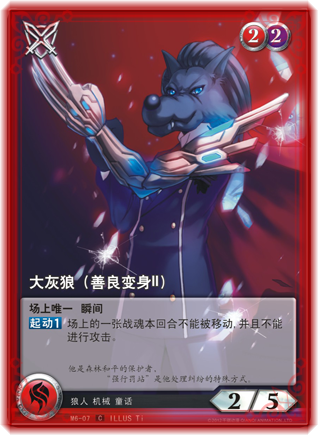 2 2
大灰狼（善良变身Ⅱ）
场上唯一 瞬间
起动1 场上的一张战魂本回合不能被移动,并且不能
进行攻击。
他是森林和平的保护者,
"强行罚站"是他处理纠纷的特殊方式。
狼人 机械 童话
2 / 5
M6-07 C ILLUS Ti